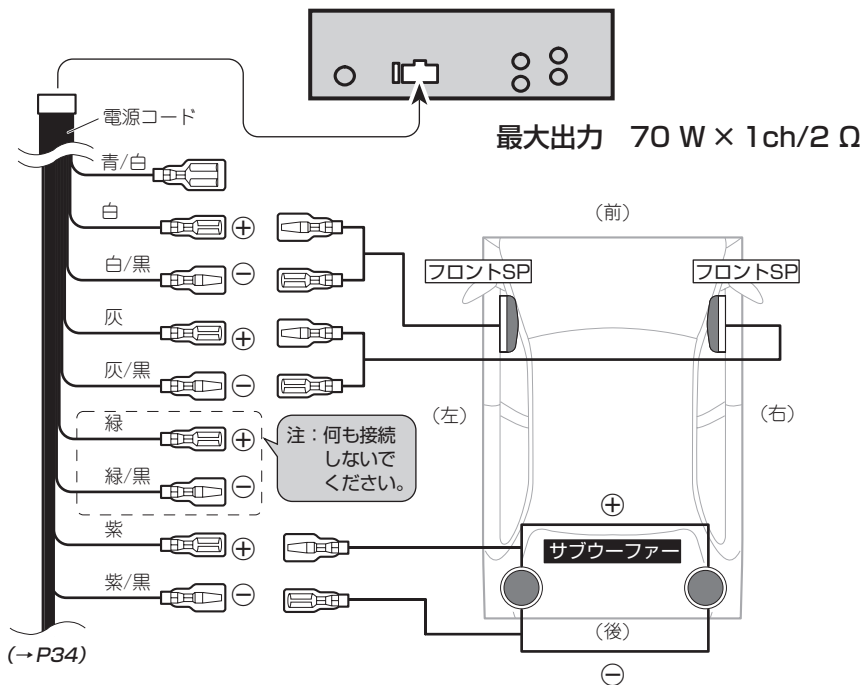 最大出力 70 W × 1ch/2 Ω
電源コード
青/白
白
⊕
白/黒
⊖
灰
⊕
灰/黒
⊖
緑
⊕
緑/黒
⊖
注：何も接続
しないで
ください。
紫
⊕
紫/黒
⊖
(→P34)
（前）
フロントSP
フロントSP
（左）
（右）
⊕
サブウーファー
（後）
⊖